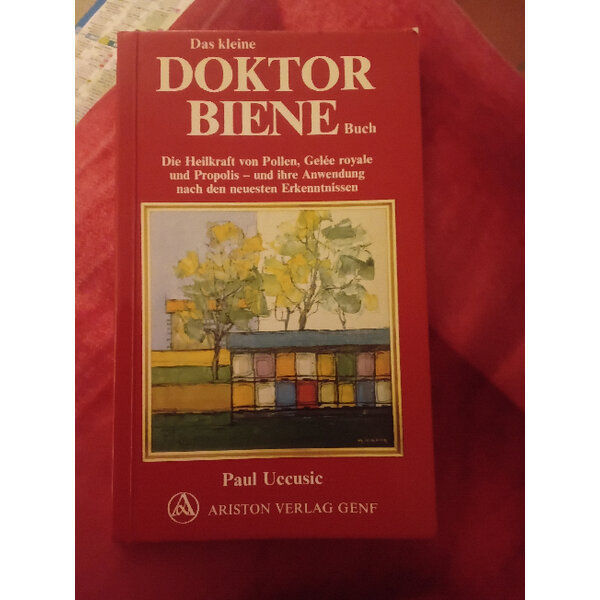 Das kleine
DOKTOR
BIENE Buch
Die Heilkraft von Pollen, Gelée royale
und Propolis – und ihre Anwendung
nach den neuesten Erkenntnissen
Paul Uccusic
ARISTON VERLAG GENF